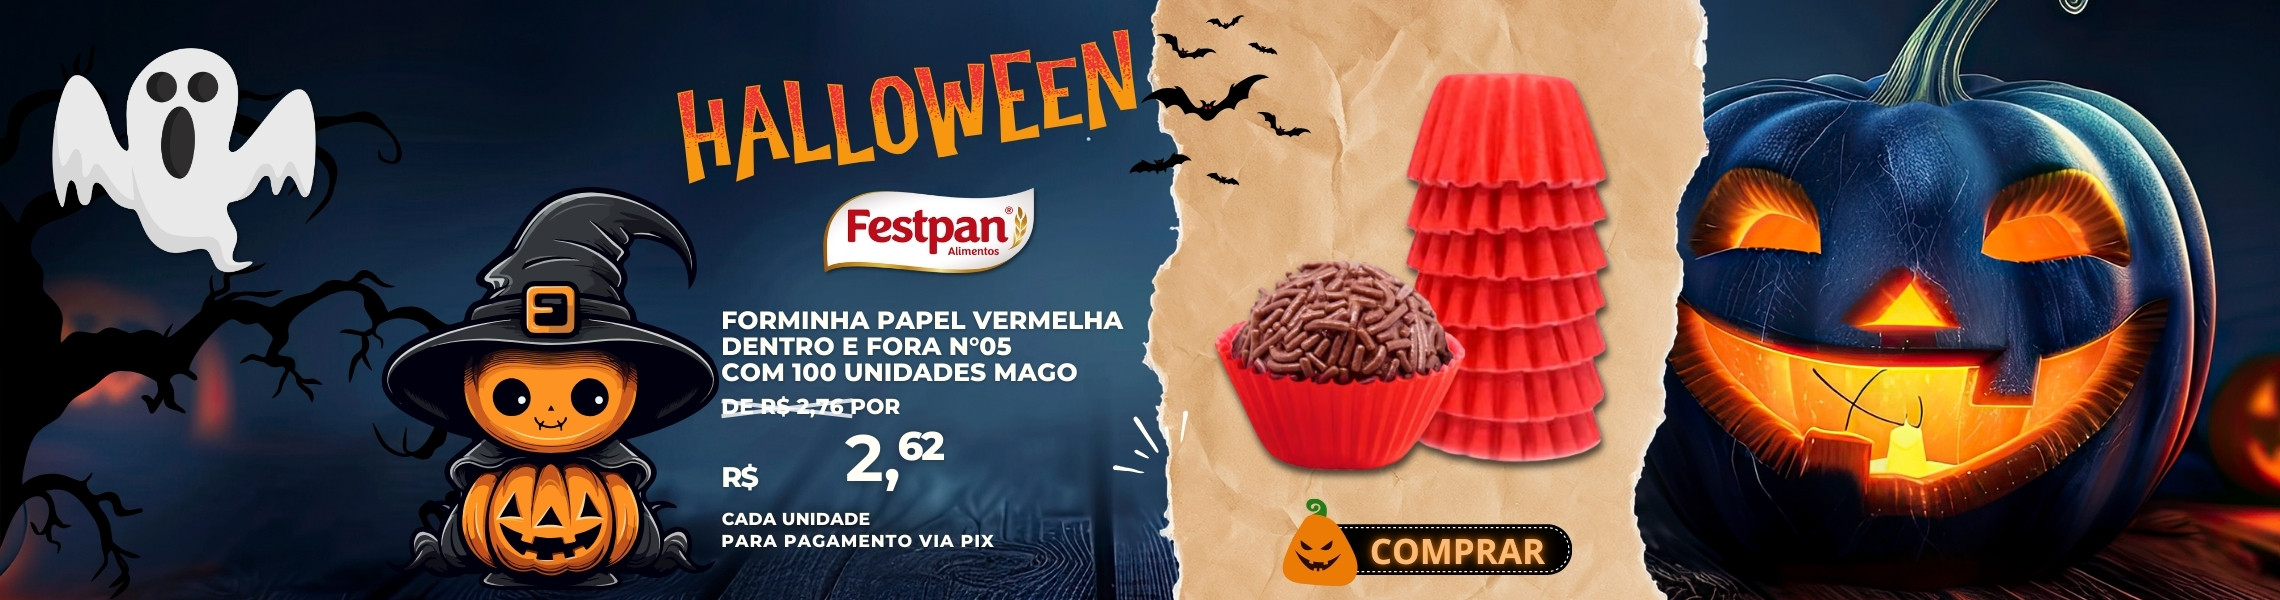 HALLOWEEN
Festpan®
Alimentos
FORMINHA PAPEL VERMELHA
DENTRO E FORA N°05
COM 100 UNIDADES MAGO
DE R$ 2,76 POR
R$ 2,62
CADA UNIDADE
PARA PAGAMENTO VIA PIX
COMPRAR